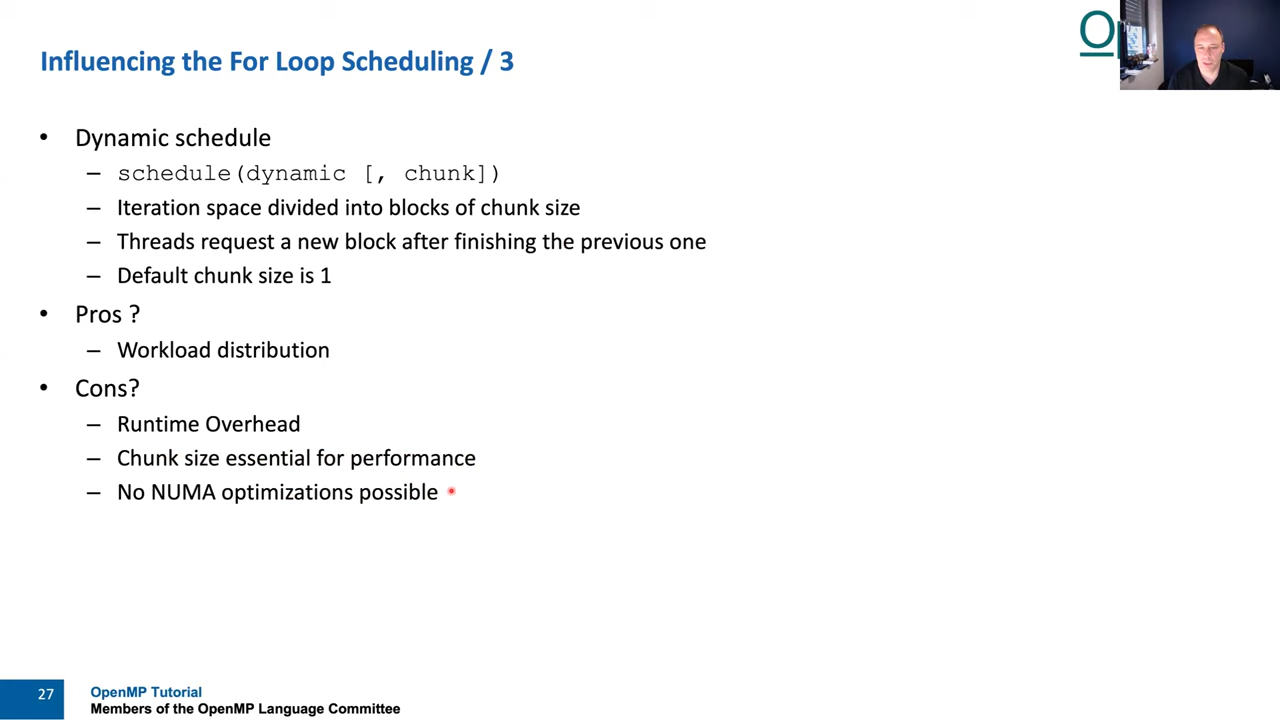 Influencing the For Loop Scheduling / 3
Op
• Dynamic schedule
– schedule(dynamic [, chunk])
– Iteration space divided into blocks of chunk size
– Threads request a new block after finishing the previous one
– Default chunk size is 1
• Pros ?
– Workload distribution
• Cons?
– Runtime Overhead
– Chunk size essential for performance
– No NUMA optimizations possible
27
OpenMP Tutorial
Members of the OpenMP Language Committee